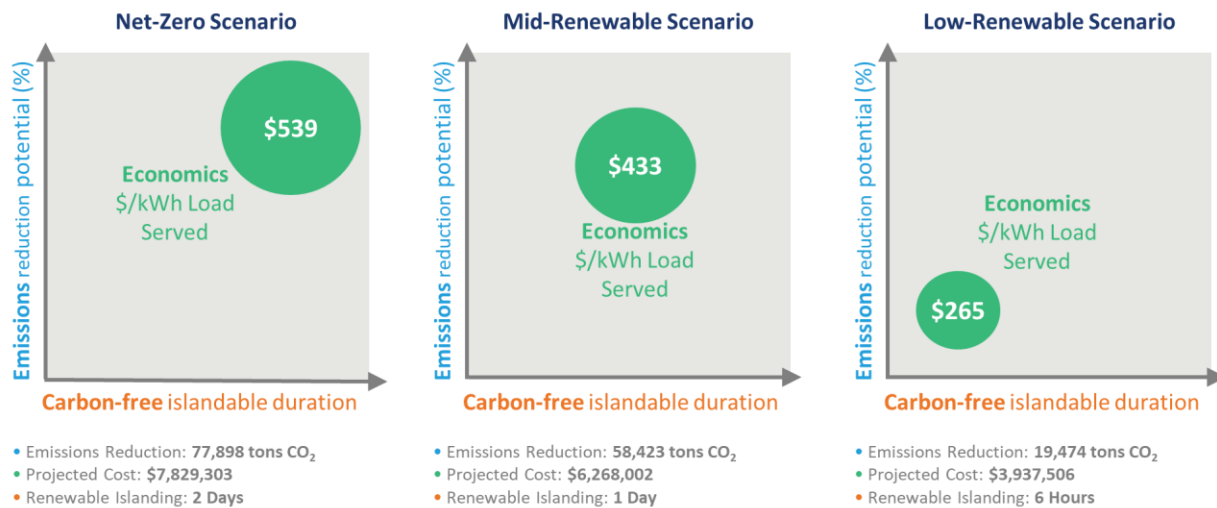 Net-Zero Scenario
Emissions reduction potential (%)
$539
Economics
$/kWh Load
Served
Carbon-free islandable duration
• Emissions Reduction: 77,898 tons CO₂
• Projected Cost: $7,829,303
• Renewable Islanding: 2 Days
Mid-Renewable Scenario
Emissions reduction potential (%)
$433
Economics
$/kWh Load
Served
Carbon-free islandable duration
• Emissions Reduction: 58,423 tons CO₂
• Projected Cost: $6,268,002
• Renewable Islanding: 1 Day
Low-Renewable Scenario
Emissions reduction potential (%)
Economics
$/kWh Load
Served
$265
Carbon-free islandable duration
• Emissions Reduction: 19,474 tons CO₂
• Projected Cost: $3,937,506
• Renewable Islanding: 6 Hours